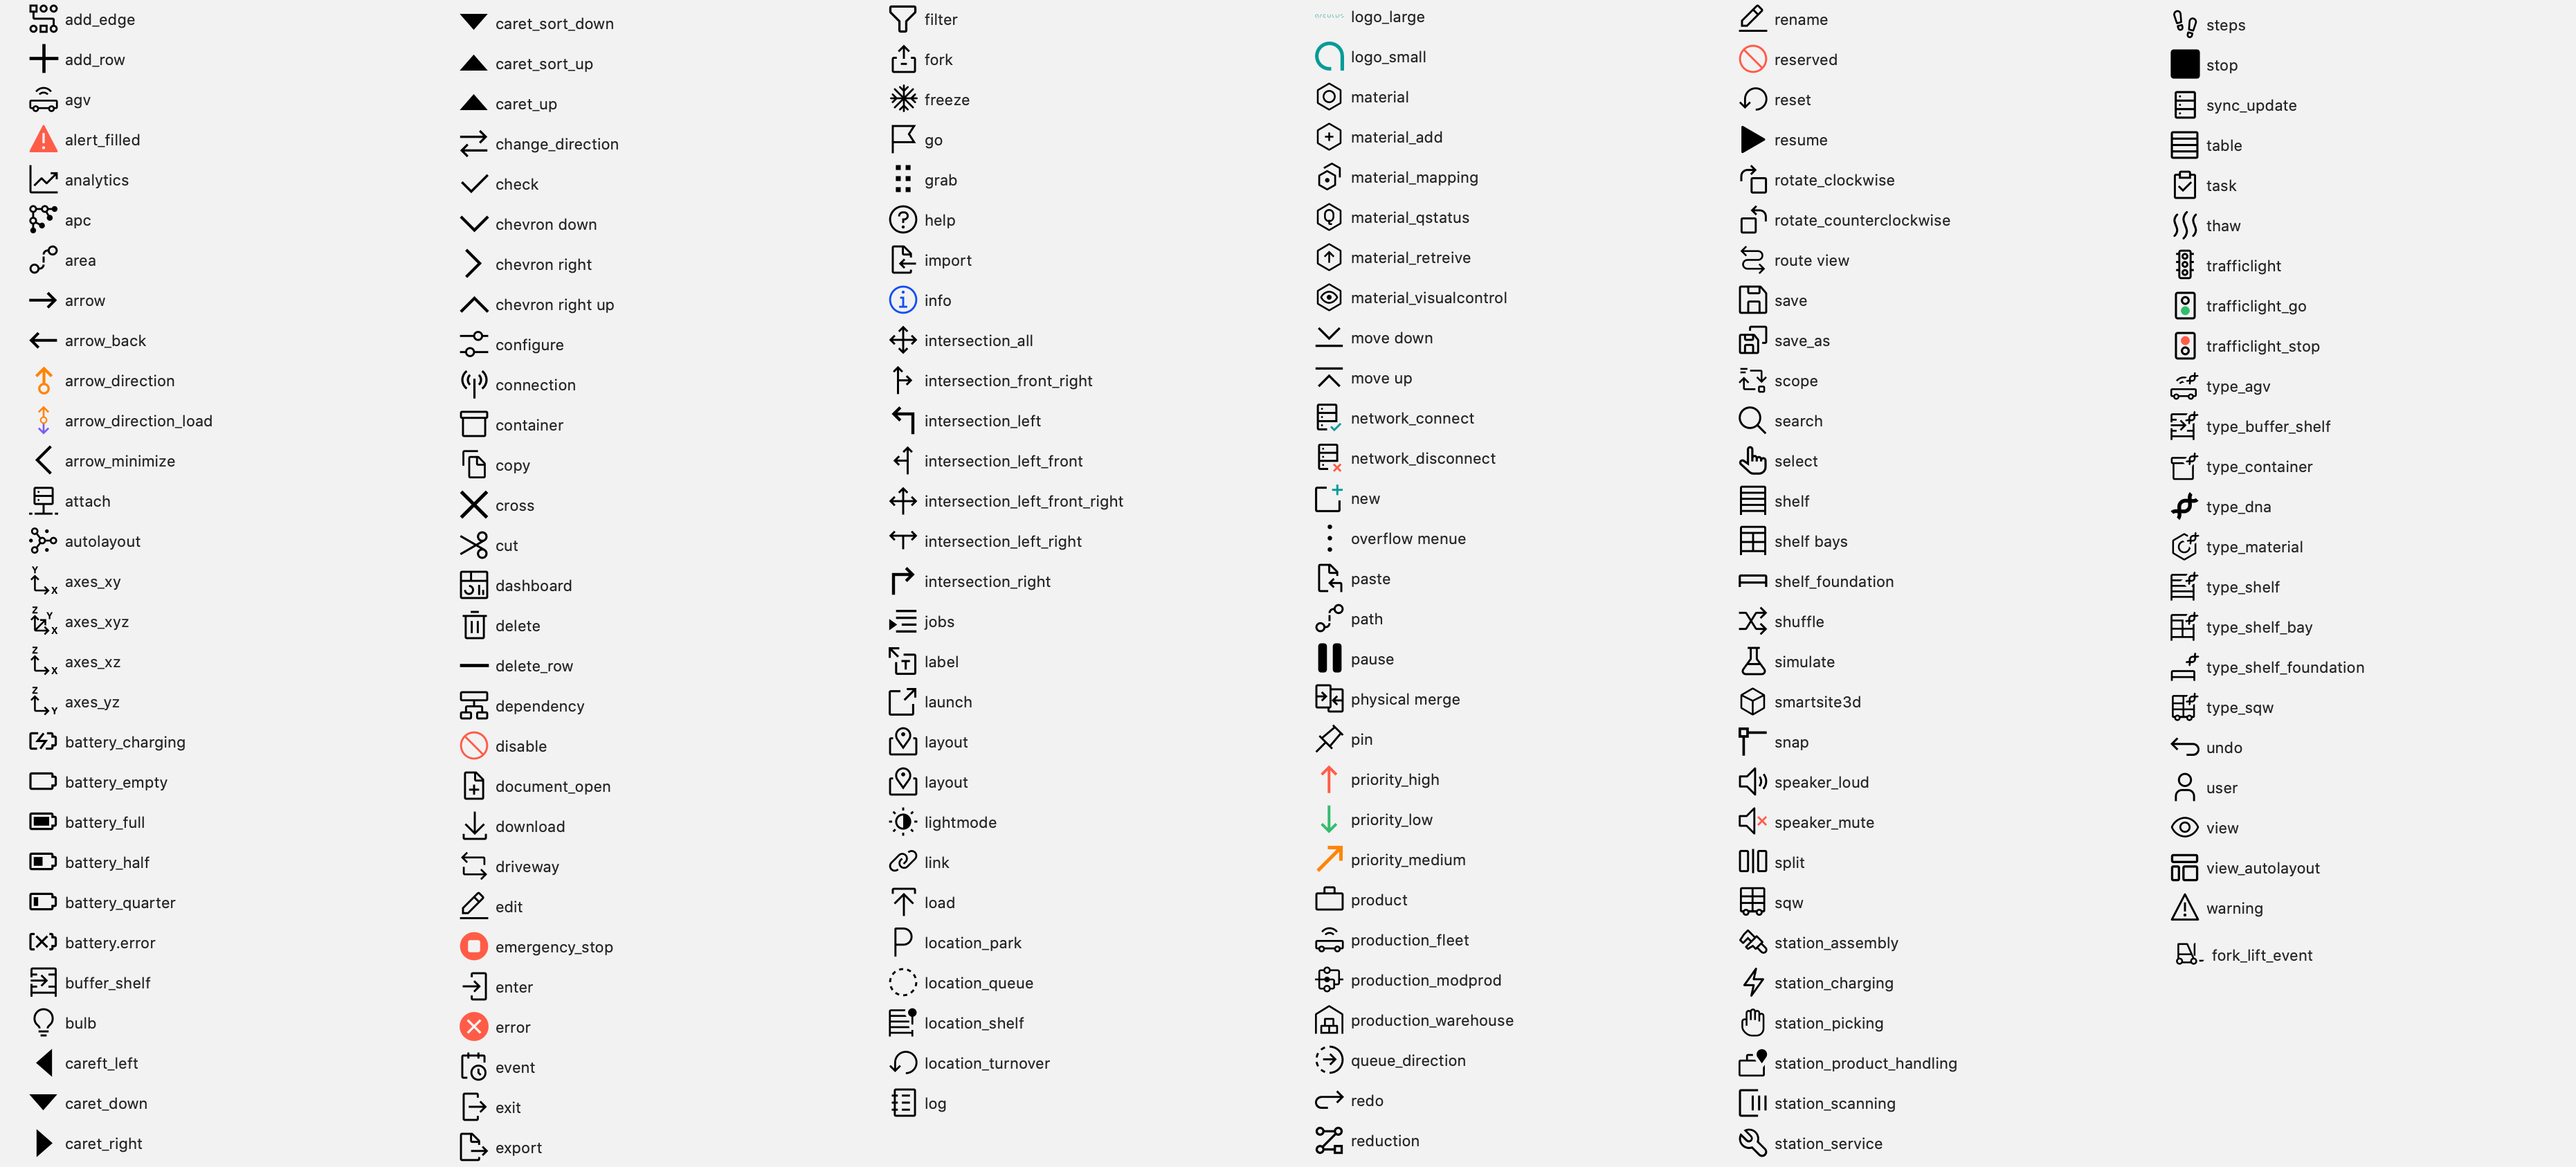 add_edge
add_row
agv
alert_filled
analytics
apc
area
arrow
arrow_back
arrow_direction
arrow_direction_load
arrow_minimize
attach
autolayout
axes_xy
axes_xyz
axes_xz
axes_yz
battery_charging
battery_empty
battery_full
battery_half
battery_quarter
battery.error
buffer_shelf
bulb
careft_left
caret_down
caret_right
caret_sort_down
caret_sort_up
caret_up
change_direction
check
chevron down
chevron right
chevron right up
configure
connection
container
copy
cross
cut
dashboard
delete
delete_row
dependency
disable
document_open
download
driveway
edit
emergency_stop
enter
error
event
exit
export
filter
fork
freeze
go
grab
help
import
info
intersection_all
intersection_front_right
intersection_left
intersection_left_front
intersection_left_front_right
intersection_left_right
intersection_right
jobs
label
launch
layout
layout
lightmode
link
load
location_park
location_queue
location_shelf
location_turnover
log
logo_large
logo_small
material
material_add
material_mapping
material_qstatus
material_retreive
material_visualcontrol
move down
move up
network_connect
network_disconnect
new
overflow menue
paste
path
pause
physical merge
pin
priority_high
priority_low
priority_medium
product
production_fleet
production_modprod
production_warehouse
queue_direction
redo
reduction
rename
reserved
reset
resume
rotate_clockwise
rotate_counterclockwise
route view
save
save_as
scope
search
select
shelf
shelf bays
shelf_foundation
shuffle
simulate
smartsite3d
snap
speaker_loud
speaker_mute
split
sqw
station_assembly
station_charging
station_picking
station_product_handling
station_scanning
station_service
steps
stop
sync_update
table
task
thaw
trafficlight
trafficlight_go
trafficlight_stop
type_agv
type_buffer_shelf
type_container
type_dna
type_material
type_shelf
type_shelf_bay
type_shelf_foundation
type_sqw
undo
user
view
view_autolayout
warning
fork_lift_event